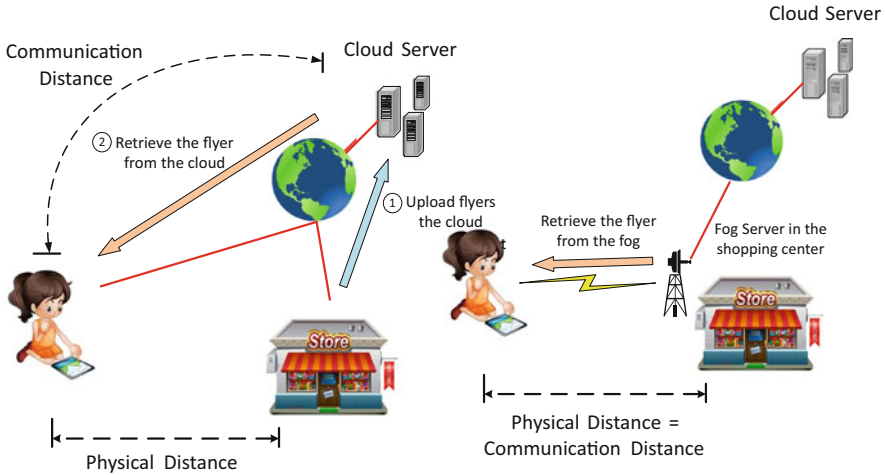 Communication
Distance
Cloud Server
② Retrieve the flyer
from the cloud
① Upload flyers
the cloud
Store
Physical Distance
Cloud Server
Retrieve the flyer
from the fog
t
Fog Server in the
shopping center
Store
Physical Distance =
Communication Distance